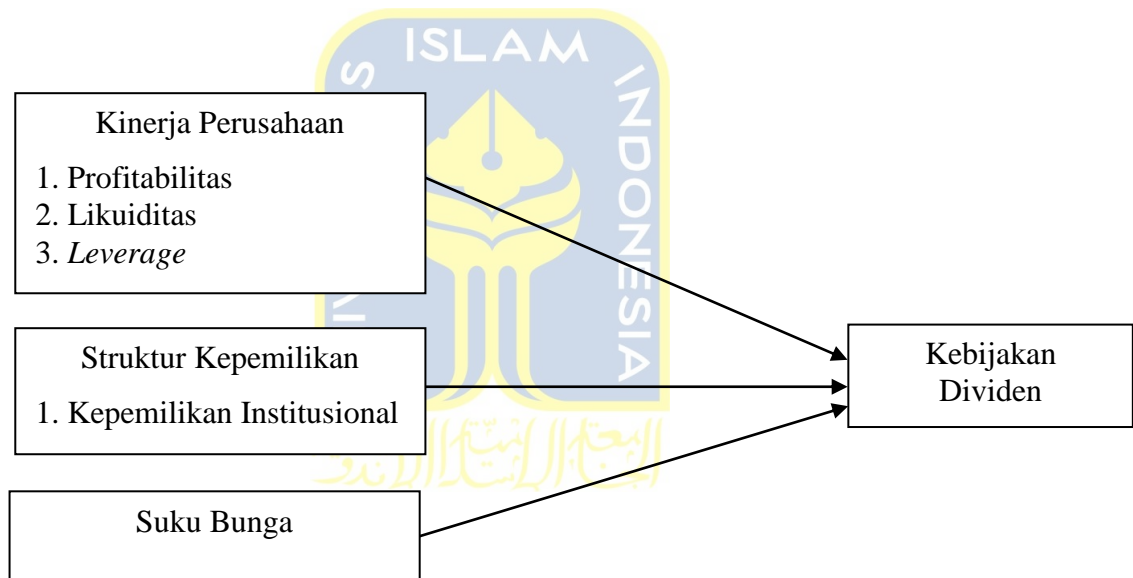 ISLAM
INDONESIA
Kinerja Perusahaan
1. Profitabilitas
2. Likuiditas
3. Leverage
Struktur Kepemilikan
1. Kepemilikan Institusional
Suku Bunga
Kebijakan
Dividen